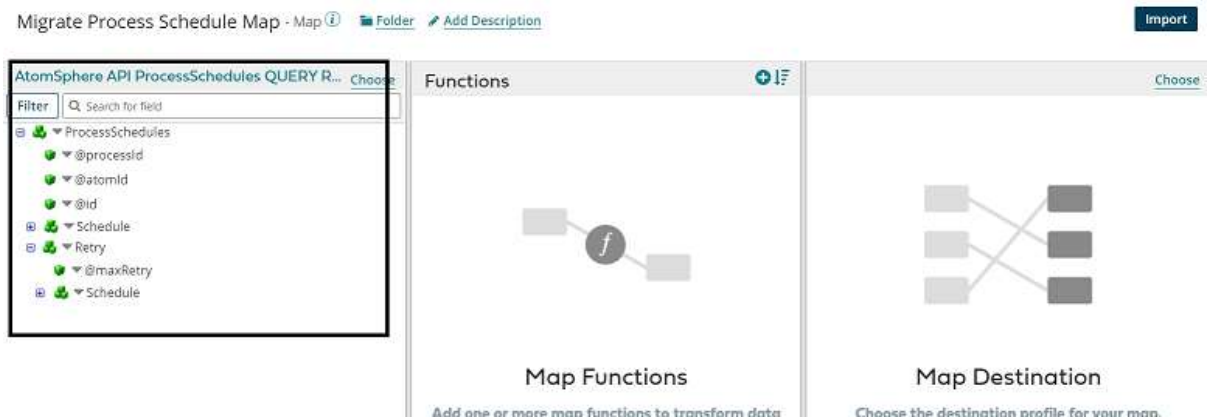 Migrate Process Schedule Map - Map Folder Add Description
Import
AtomSphere API ProcessSchedules QUERY R... Choose
Filter Search for field
ProcessSchedules
@processId
@atomId
@id
Schedule
Retry
@maxRetry
Schedule
Functions
f
Map Functions
Add one or more map functions to transform data
Choose
Map Destination
Choose the destination profile for your map.